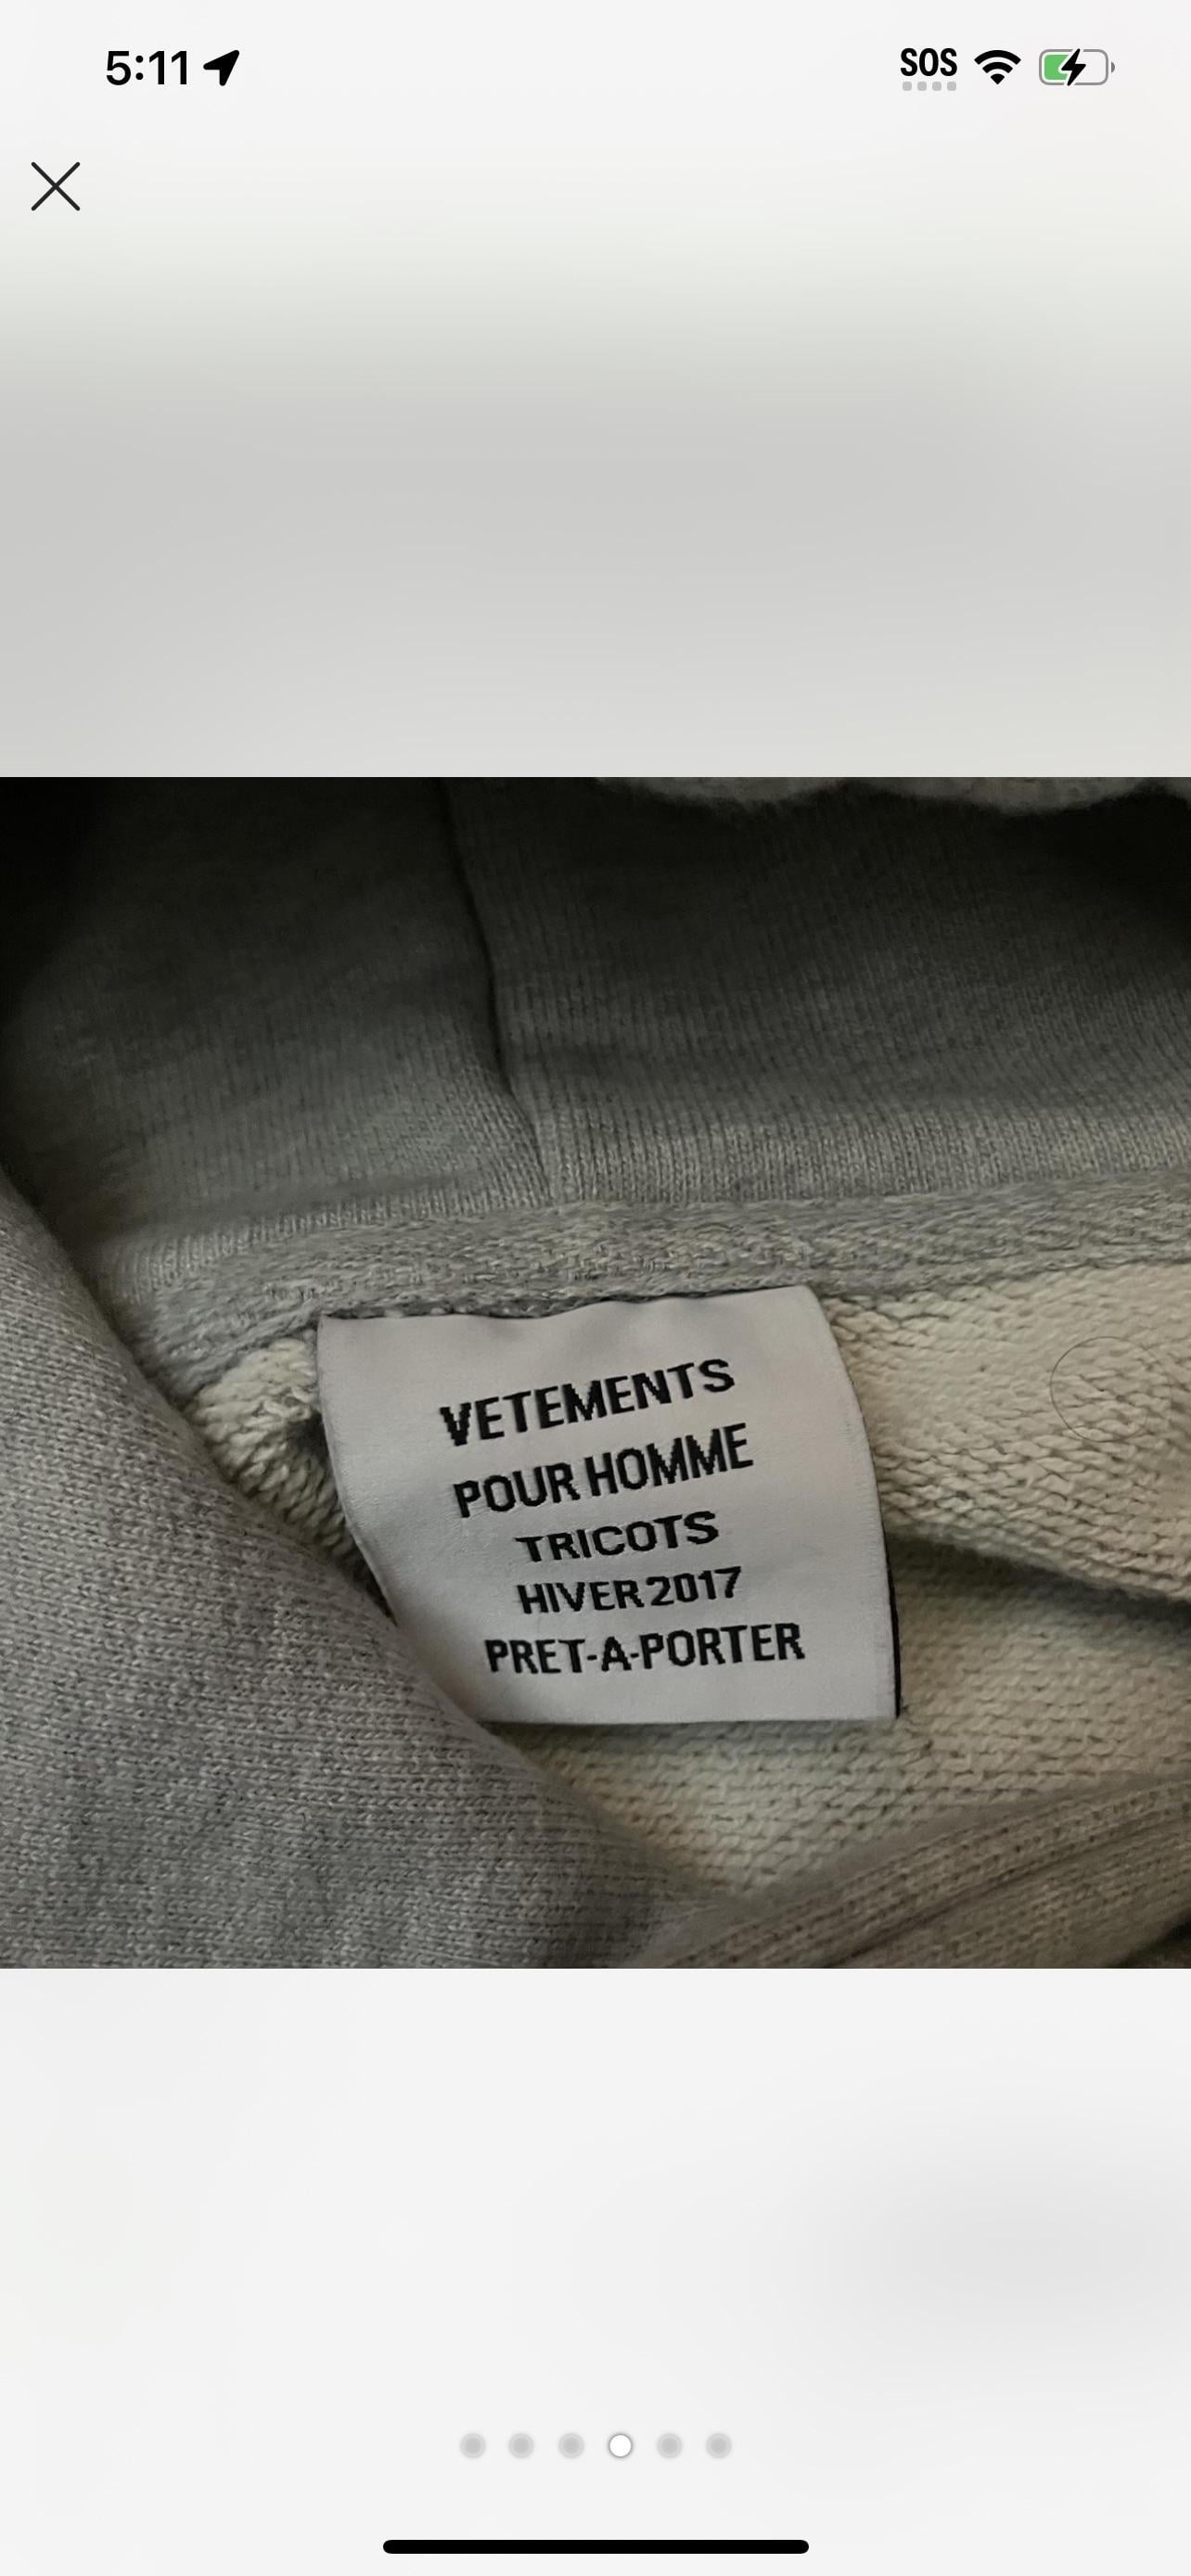 5:11
SOS
VETEMENTS
POUR HOMME
TRICOTS
HIVER 2017
PRET-A-PORTER